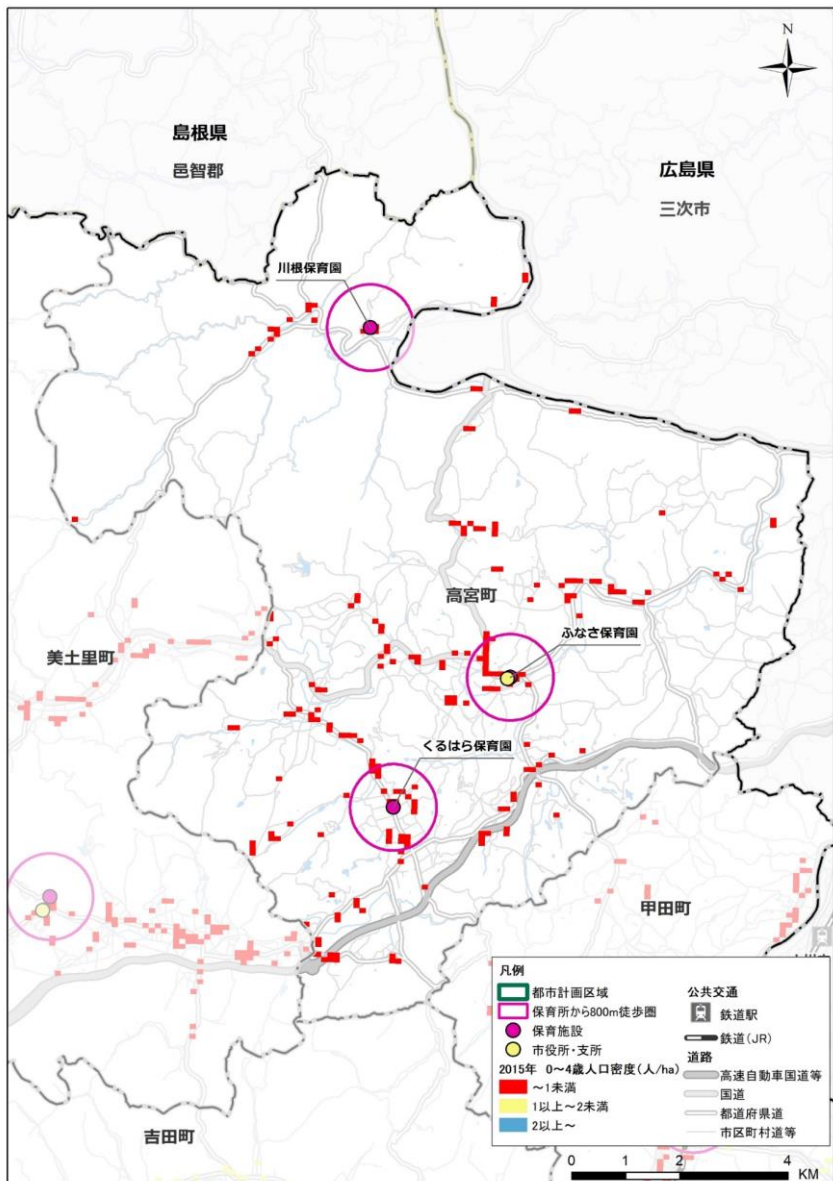 N
島根県
邑智郡
広島県
三次市
川根保育園
高宮町
ふなさ保育園
美土里町
くるはら保育園
甲田町
吉田町
凡例
都市計画区域
保育所から800m徒歩圏
保育施設
市役所・支所
2015年 0〜4歳人口密度(人/ha)
〜1未満
1以上〜2未満
2以上〜
公共交通
鉄道駅
鉄道(JR)
道路
高速自動車国道等
国道
都道府県道
市区町村道等
0 1 2 4
KM